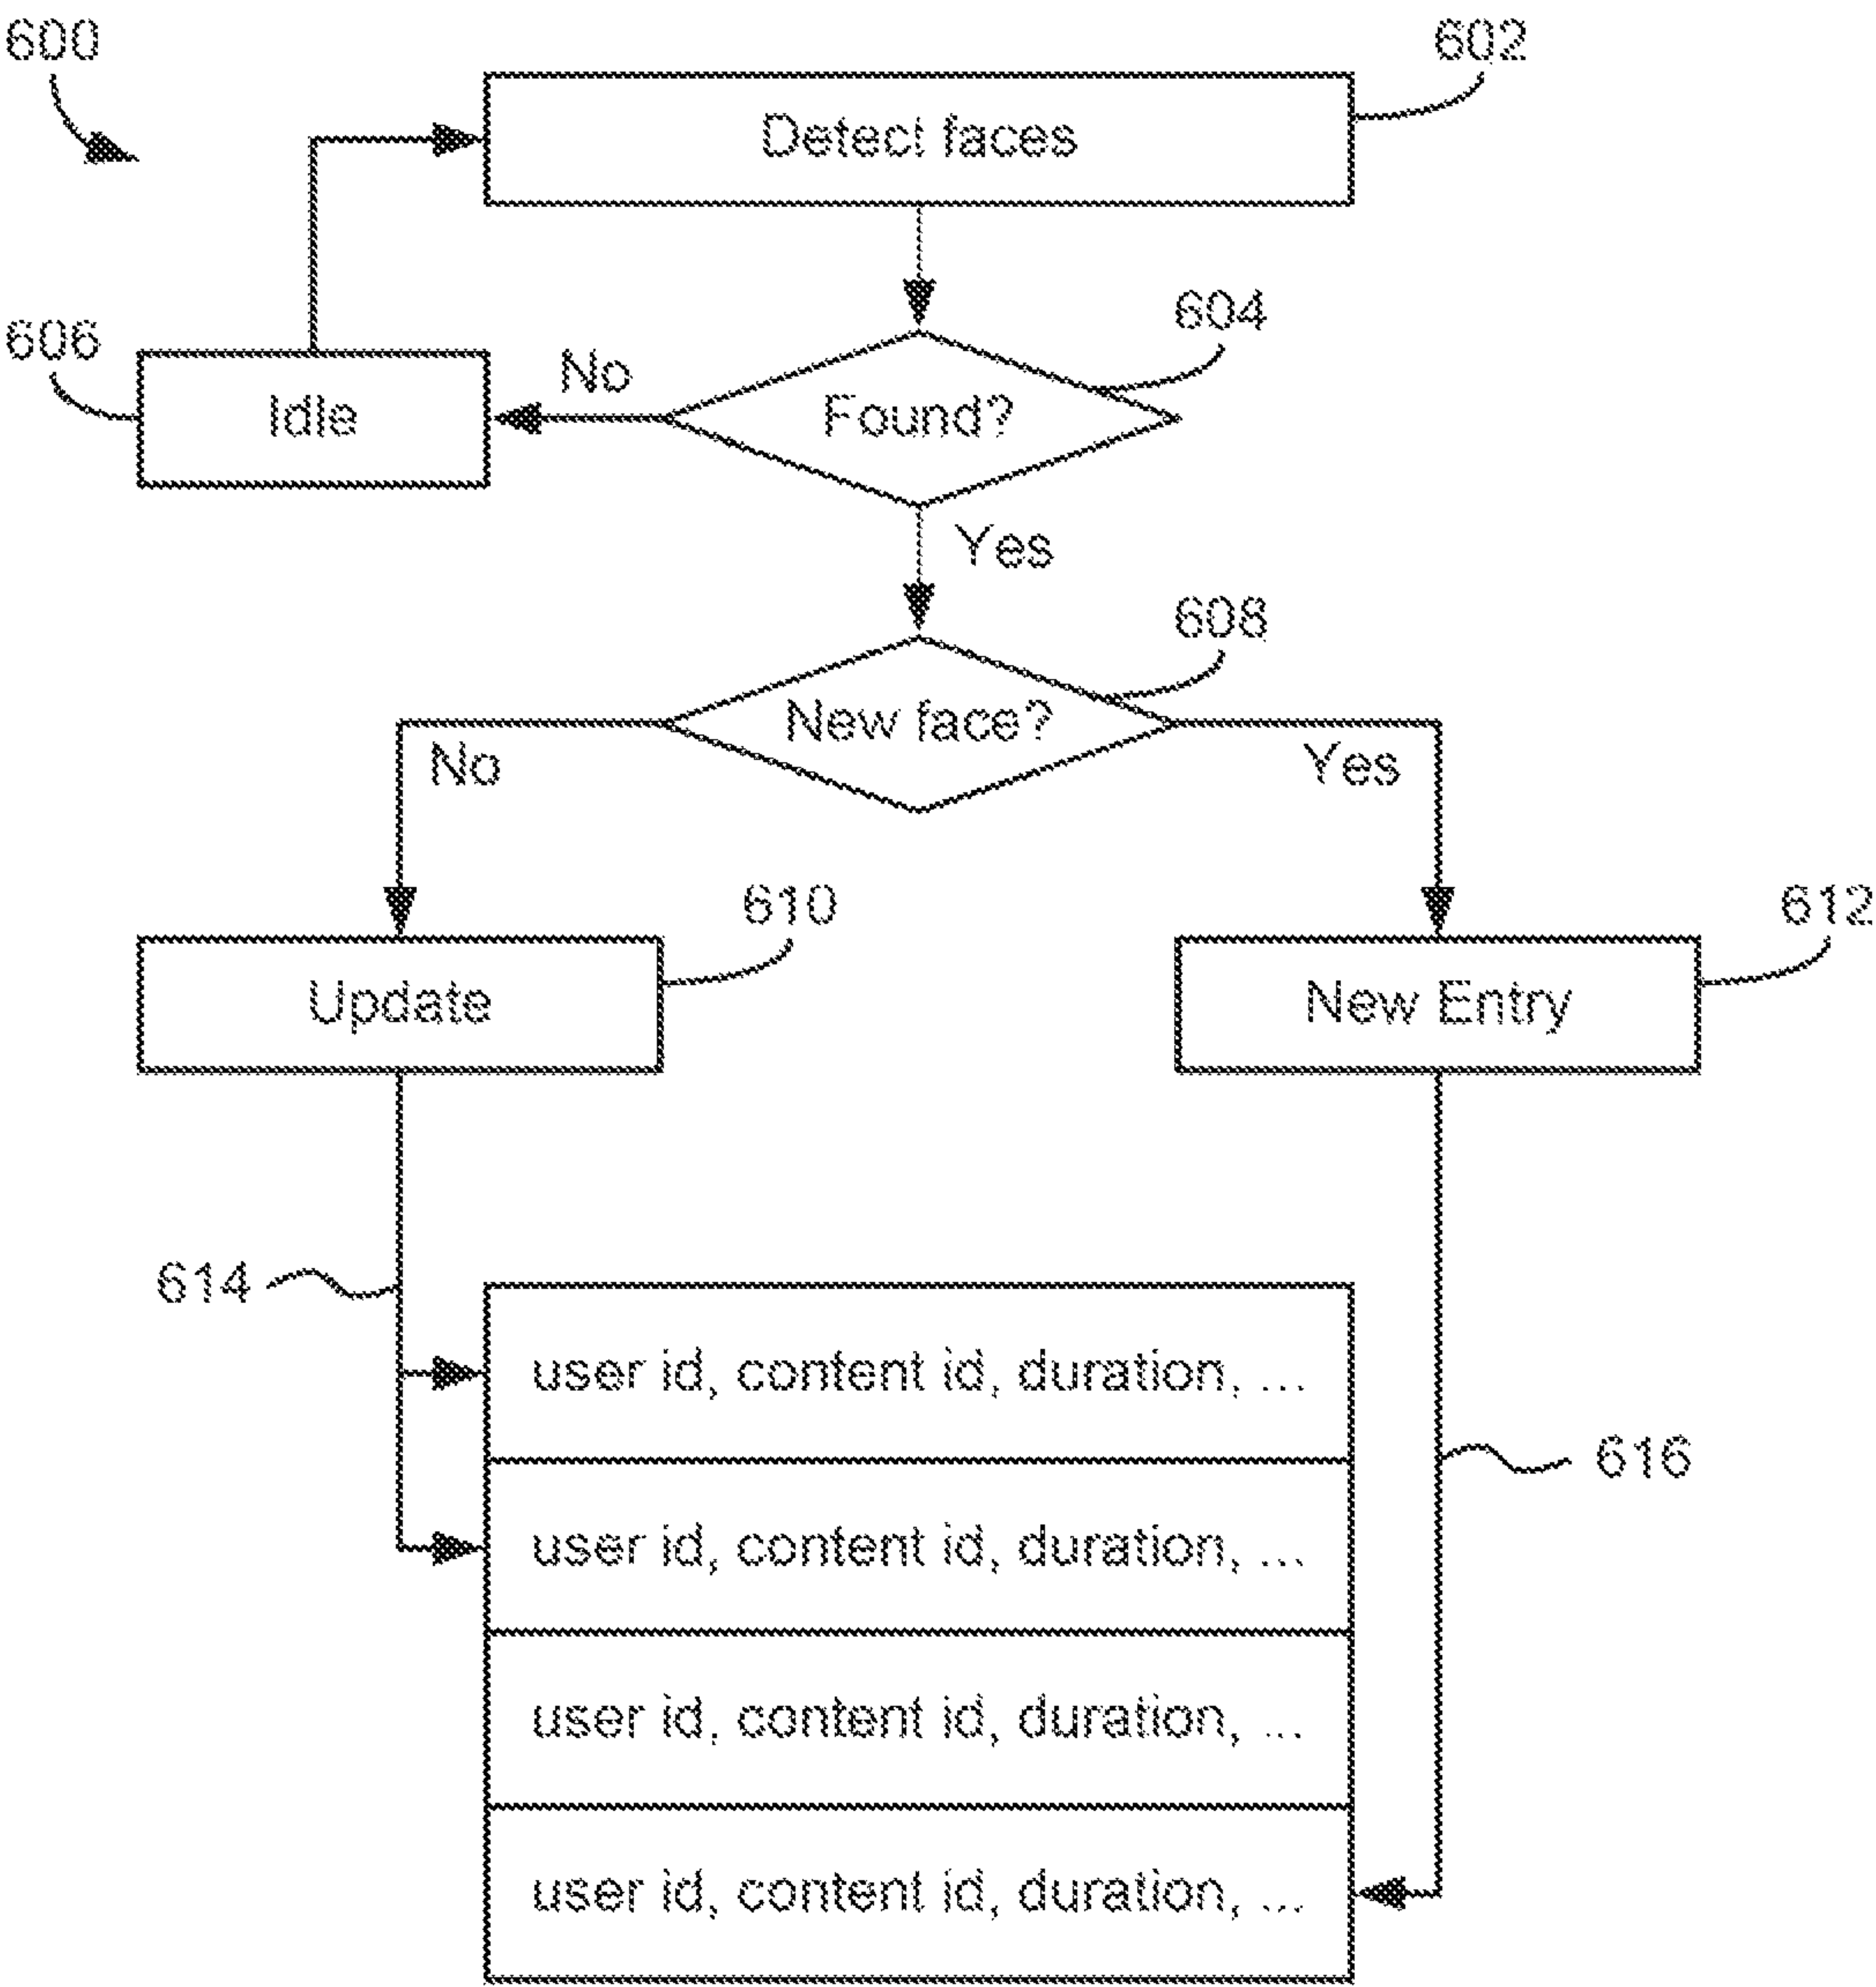 600
602
Detect faces
604
606
No
Idle
Found?
Yes
608
New face?
No
Yes
610
612
Update
New Entry
614
user id, content id, duration, ...
616
user id, content id, duration, ...
user id, content id, duration, ...
user id, content id, duration, ...